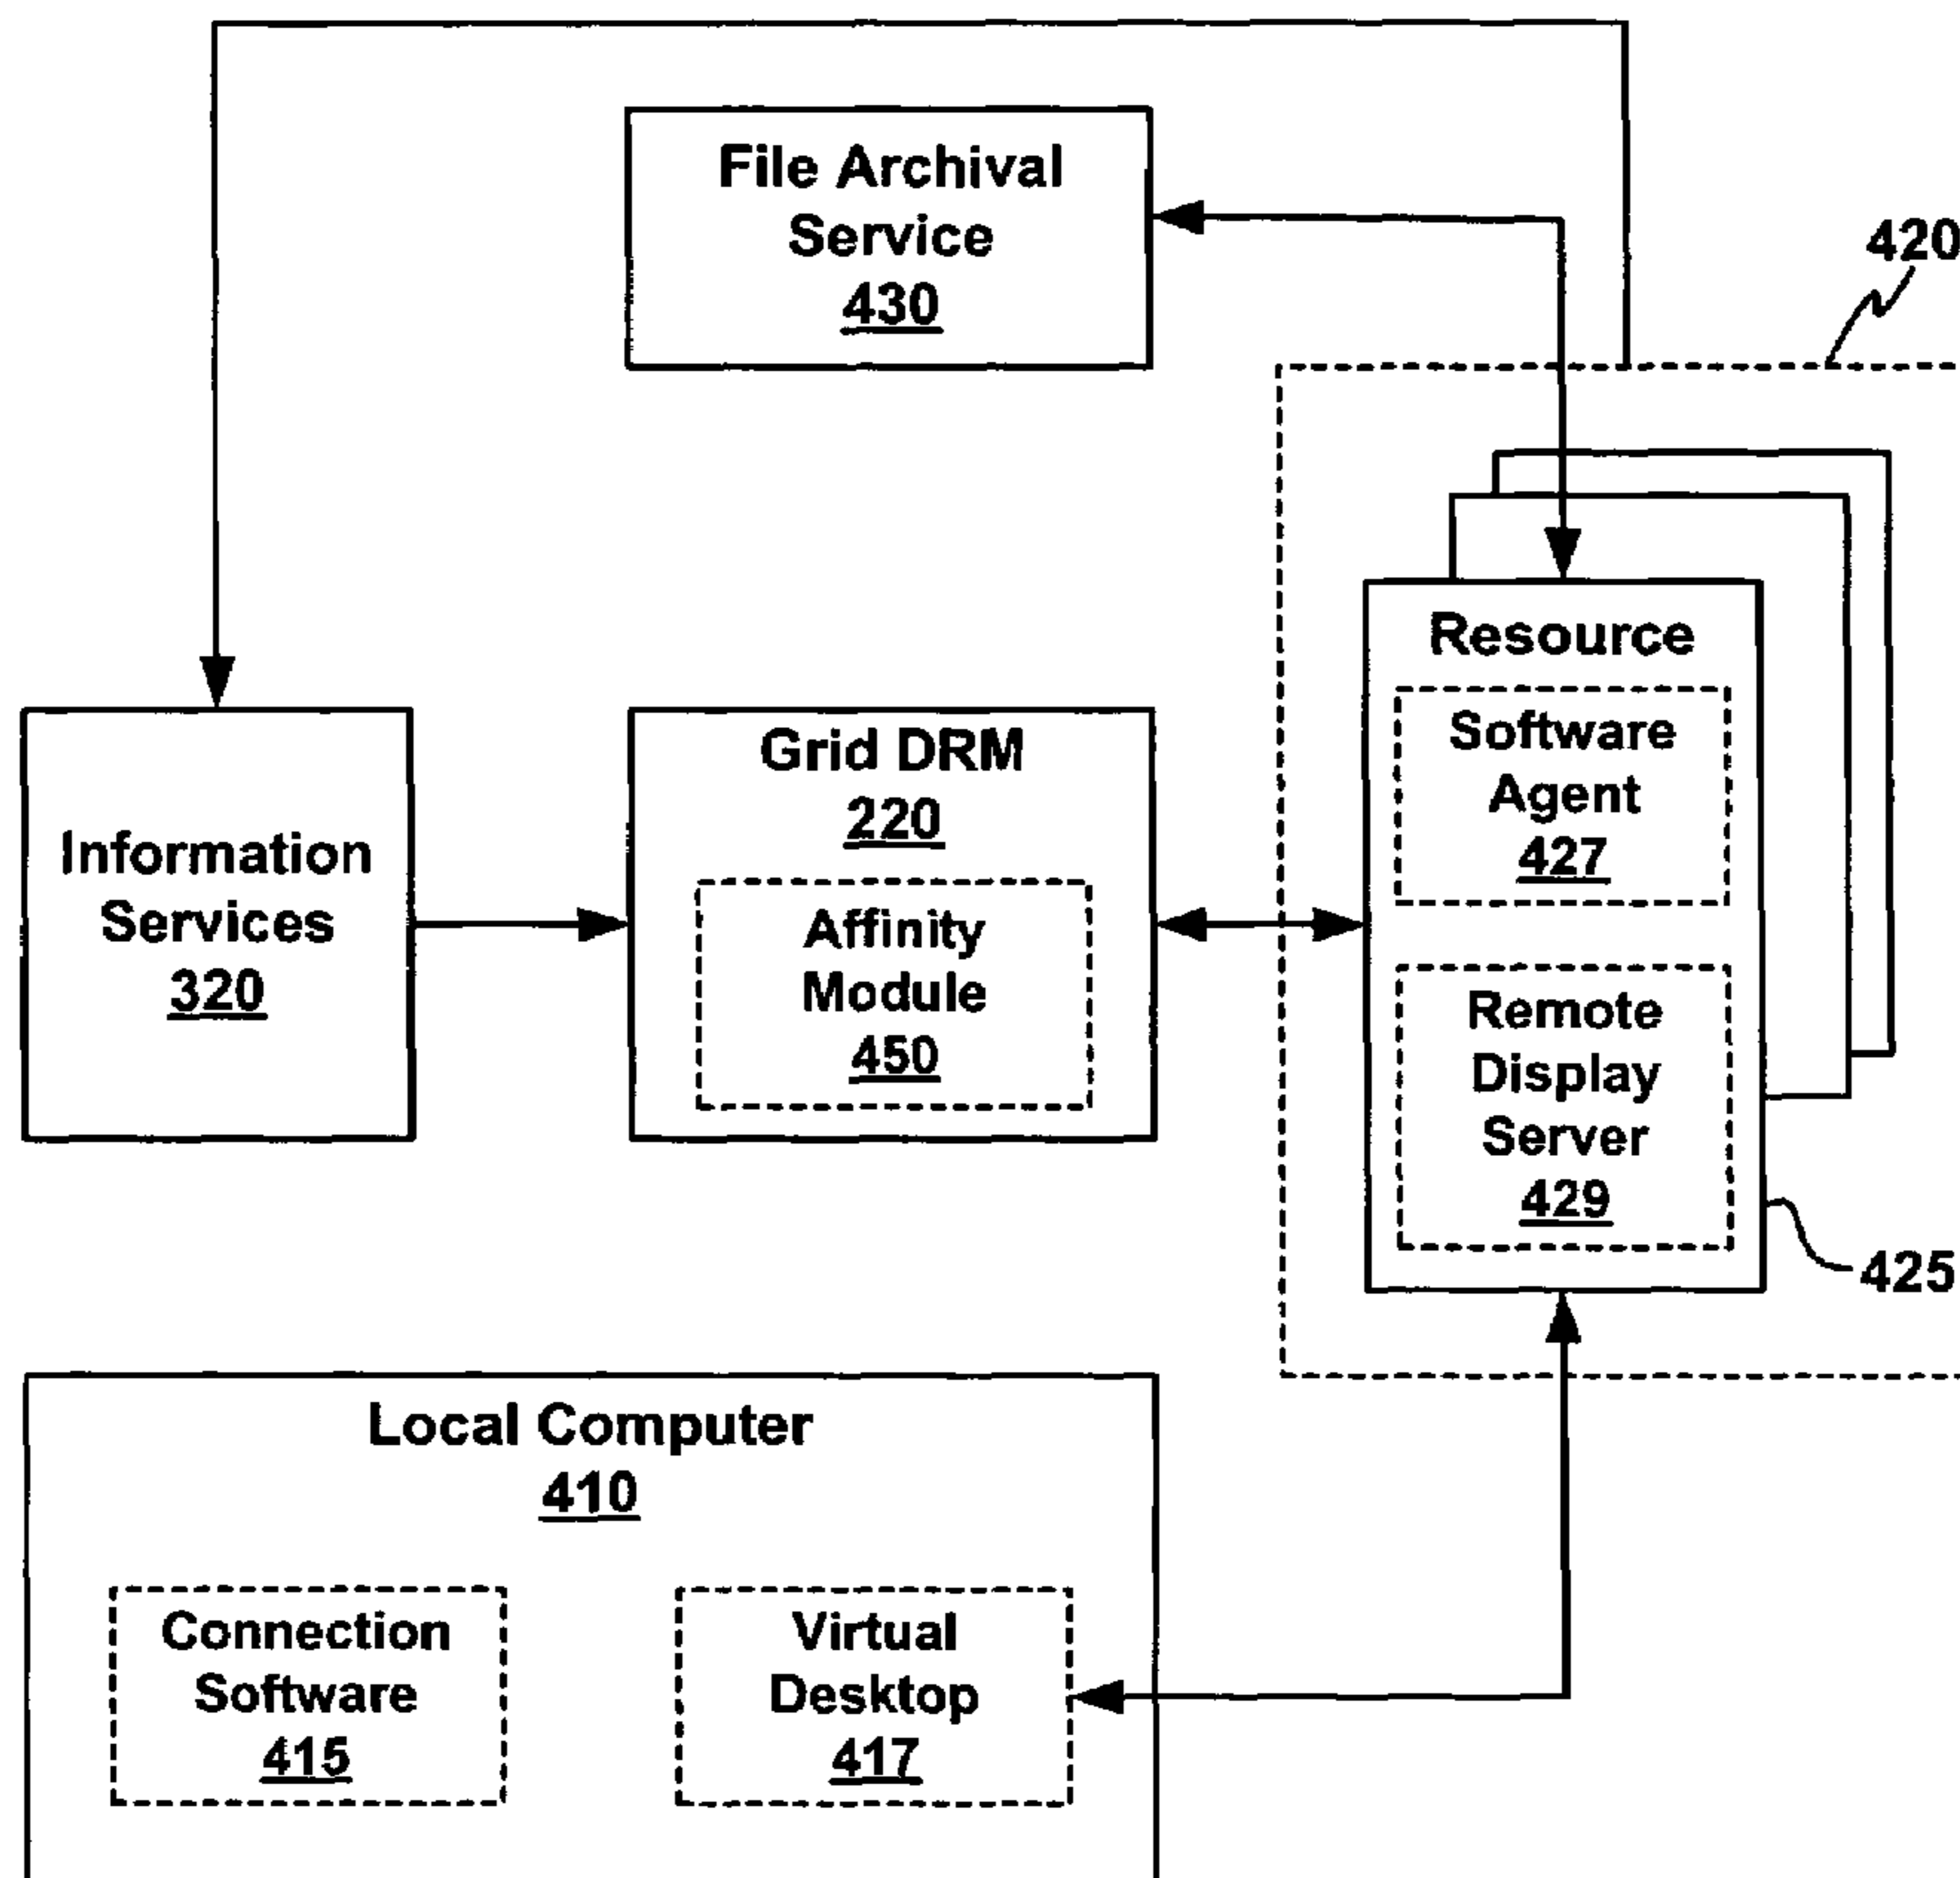 File Archival
Service
430
420
Resource
Software
Agent
427
Remote
Display
Server
429
425
Grid DRM
220
Affinity
Module
450
Information
Services
320
Local Computer
410
Connection
Software
415
Virtual
Desktop
417